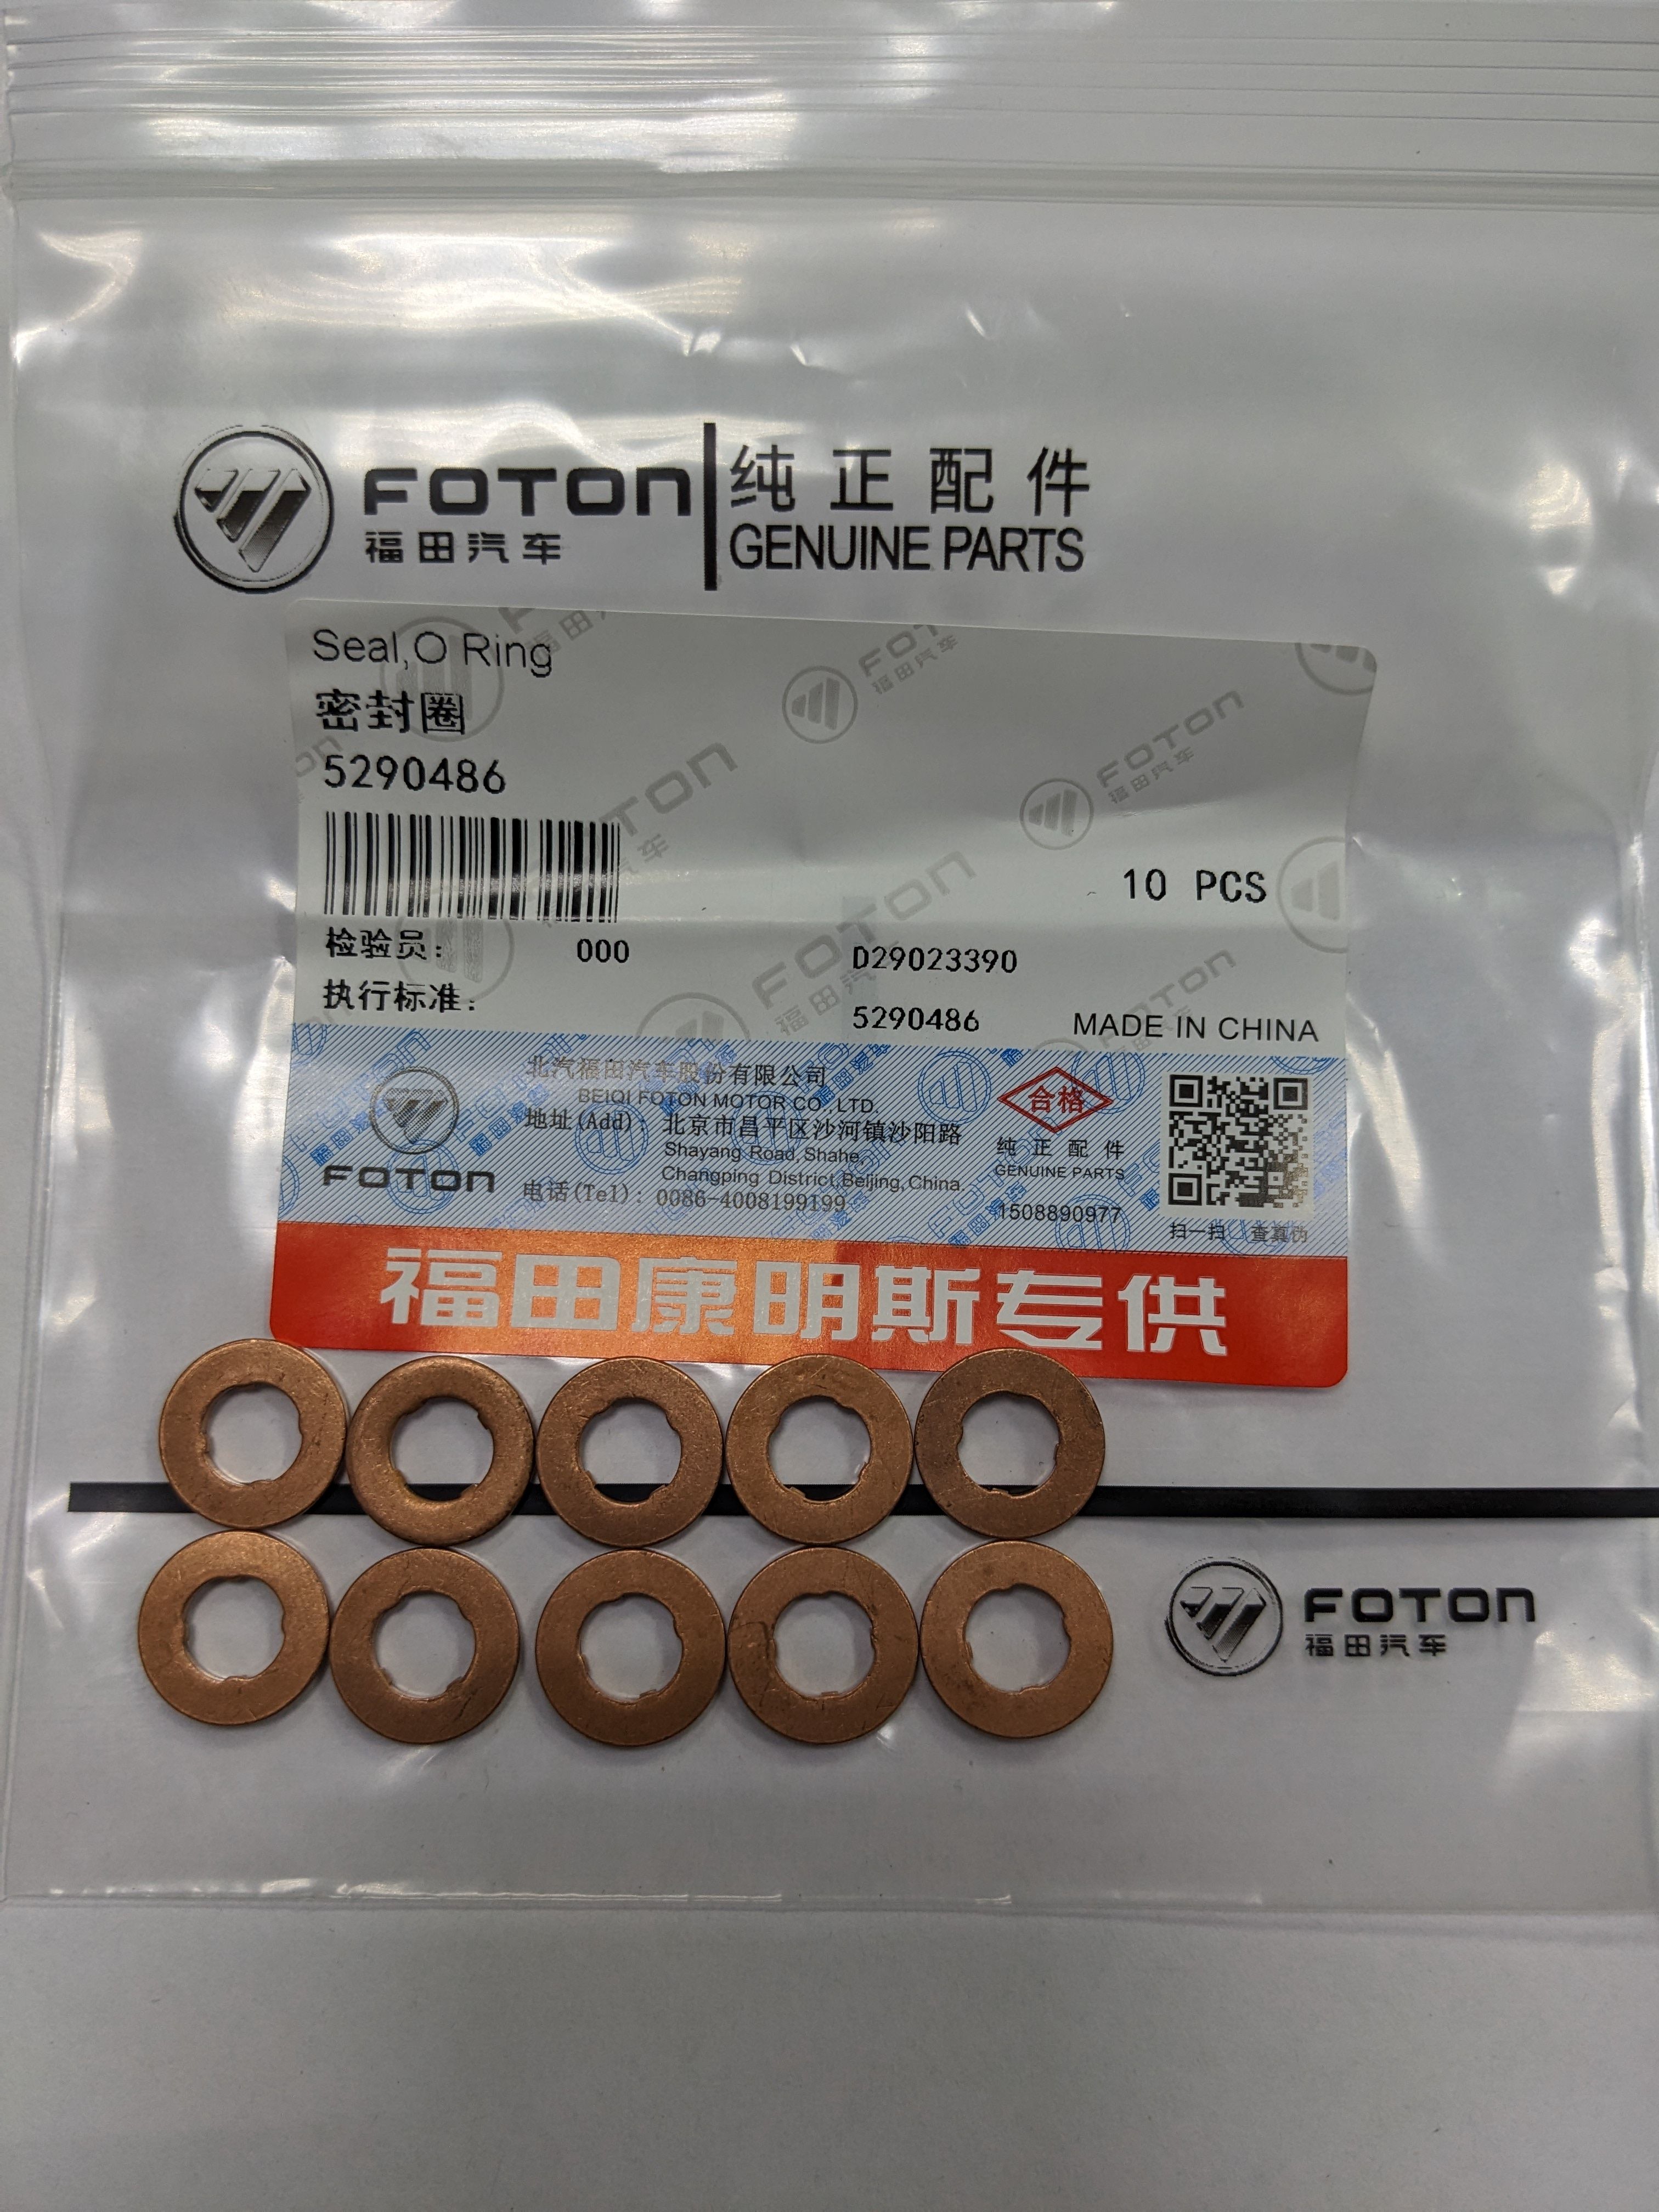 FOTON
福田汽车
纯正配件
GENUINE PARTS
Seal,O Ring
密封圈
5290486
10 PCS
检验员: 000
D29023390
执行标准:
5290486
MADE IN CHINA
FOTON
北汽福田汽车股份有限公司
BEIQI FOTON MOTOR CO.,LTD.
地址(Add): 北京市昌平区沙河镇沙阳路
Shayang Road,Shahe,
Changping District,Beijing,China.
电话(Tel): 0086-4008199199
合格
纯正配件
GENUINE PARTS
1508890977
扫一扫 查真伪
福田康明斯专供
FOTON
福田汽车